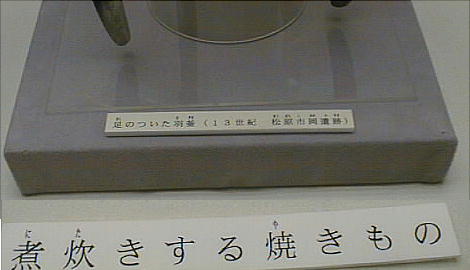 足のついた羽釜（１３世紀　松原市岡遺跡）
煮炊きする焼きもの